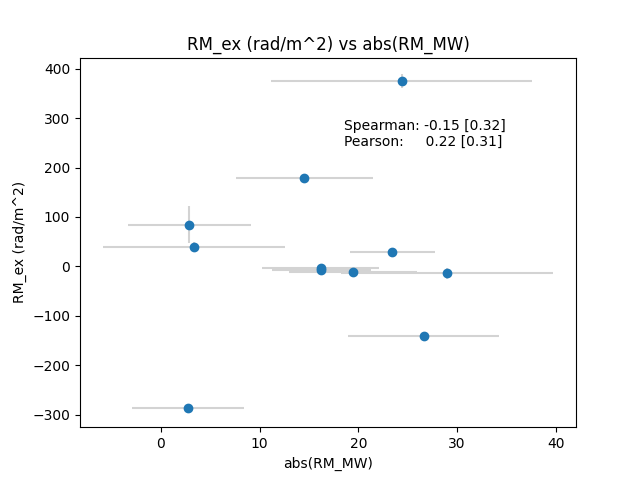 RM_ex (rad/m^2) vs abs(RM_MW)
400
300
200
100
0
−100
−200
−300
RM_ex (rad/m^2)
Spearman: -0.15 [0.32]
Pearson: 0.22 [0.31]
0 10 20 30 40
abs(RM_MW)